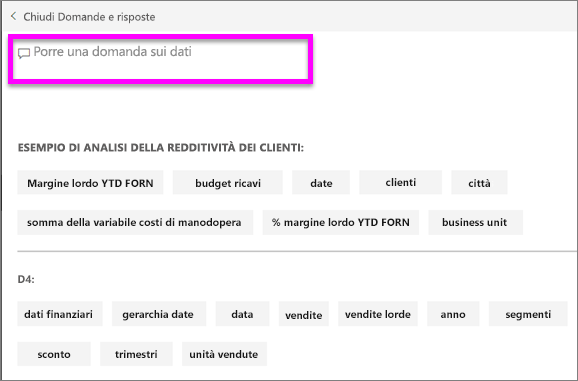 Chiudi Domande e risposte
Porre una domanda sui dati
ESEMPIO DI ANALISI DELLA REDDITIVITÀ DEI CLIENTI:
Margine lordo YTD FORN budget ricavi date clienti città
somma della variabile costi di manodopera % margine lordo YTD FORN business unit
D4:
dati finanziari gerarchia date data vendite vendite lorde anno segmenti
sconto trimestri unità vendute